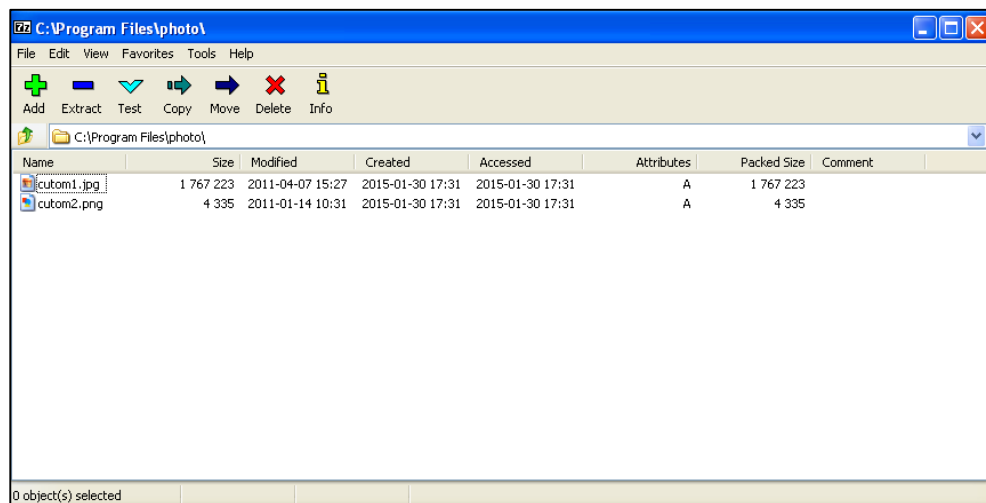 7z C:\Program Files\photo\
File Edit View Favorites Tools Help
Add Extract Test Copy Move Delete Info
C:\Program Files\photo\
Name Size Modified Created Accessed Attributes Packed Size Comment
cutom1.jpg 1 767 223 2011-04-07 15:27 2015-01-30 17:31 2015-01-30 17:31 A 1 767 223
cutom2.png 4 335 2011-01-14 10:31 2015-01-30 17:31 2015-01-30 17:31 A 4 335
0 object(s) selected